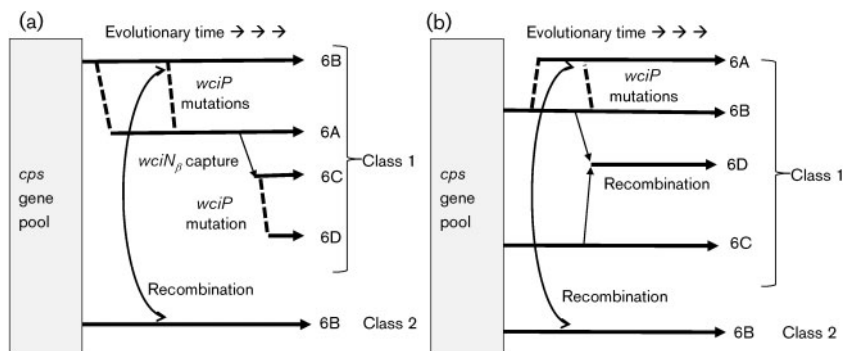 (a)
Evolutionary time → → →
6B
wciP
mutations
6A
wciNβ capture
6C
Class 1
cps
gene
pool
wciP
mutation
6D
Recombination
6B Class 2
(b)
Evolutionary time → → →
6A
wciP
mutations
6B
6D
Class 1
Recombination
cps
gene
pool
6C
Recombination
6B Class 2